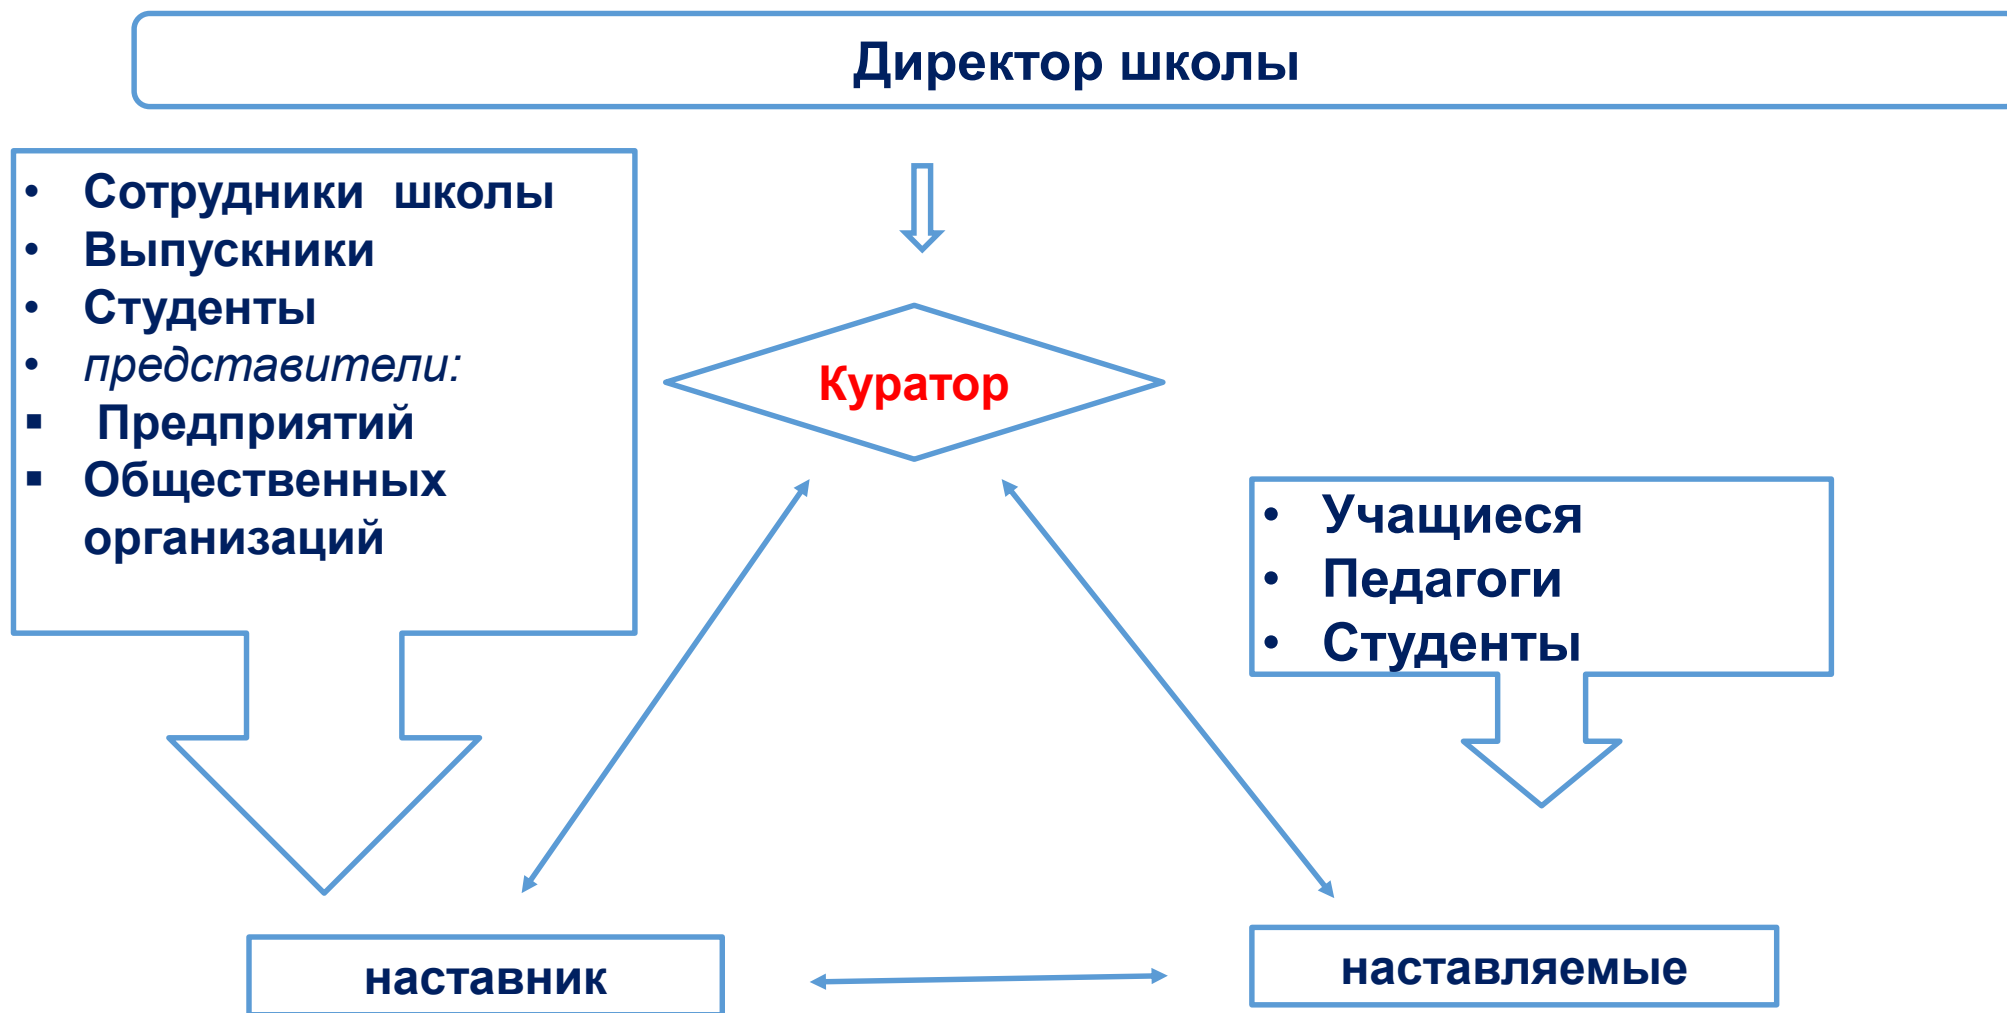 Директор школы
• Сотрудники школы
• Выпускники
• Студенты
• представители:
▪ Предприятий
▪ Общественных
организаций
Куратор
• Учащиеся
• Педагоги
• Студенты
наставник
наставляемые